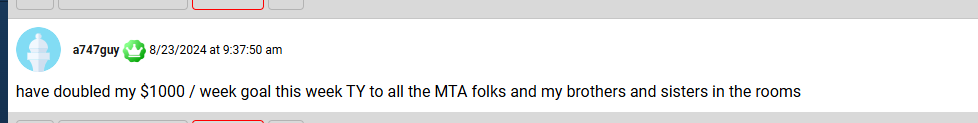 a747guy 8/23/2024 at 9:37:50 am
have doubled my $1000 / week goal this week TY to all the MTA folks and my brothers and sisters in the rooms